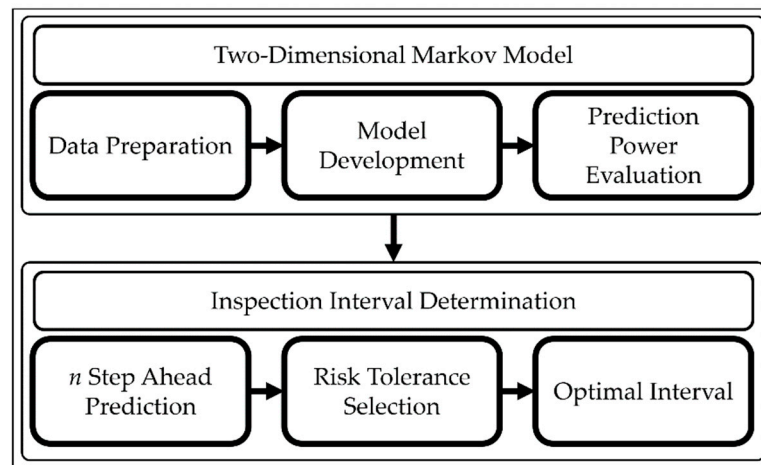 Two-Dimensional Markov Model
Data Preparation
Model
Development
Prediction
Power
Evaluation
Inspection Interval Determination
n Step Ahead
Prediction
Risk Tolerance
Selection
Optimal Interval